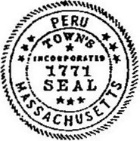 PERU
TOWN'S
INCORPORATED
1771
SEAL
MASSACHUSETTS